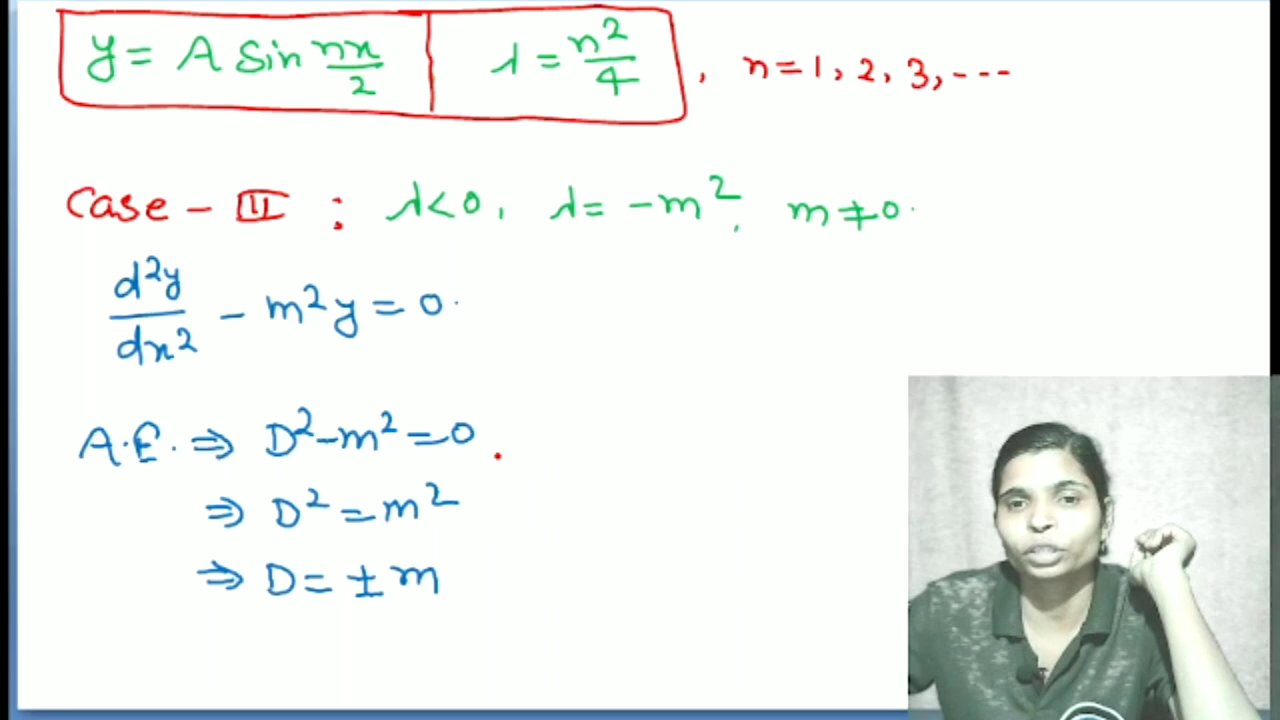 y = A sin nx/2 | λ = n²/4 , n = 1, 2, 3, ---
Case - III : λ < 0, λ = -m², m ≠ 0.
d²y/dx² - m²y = 0.
A.E. ⇒ D² - m² = 0.
⇒ D² = m²
⇒ D = ± m